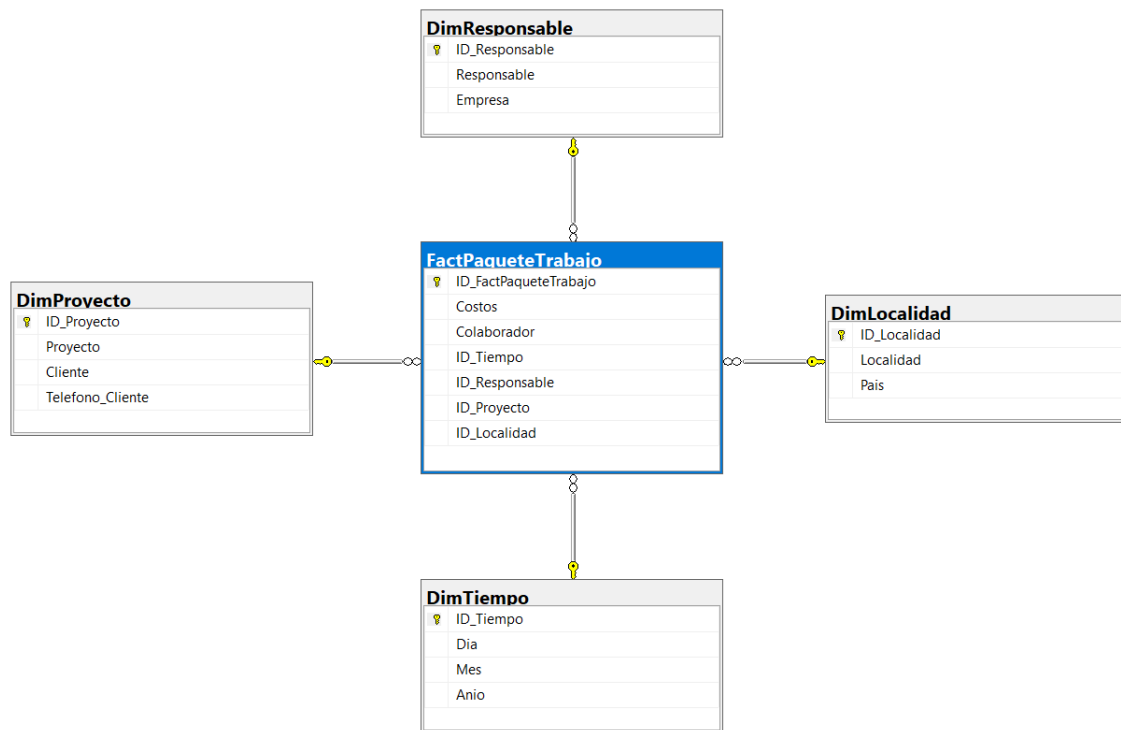 DimResponsable
ID_Responsable
Responsable
Empresa
FactPaqueteTrabajo
ID_FactPaqueteTrabajo
Costos
Colaborador
ID_Tiempo
ID_Responsable
ID_Proyecto
ID_Localidad
DimProyecto
ID_Proyecto
Proyecto
Cliente
Telefono_Cliente
DimLocalidad
ID_Localidad
Localidad
Pais
DimTiempo
ID_Tiempo
Dia
Mes
Anio